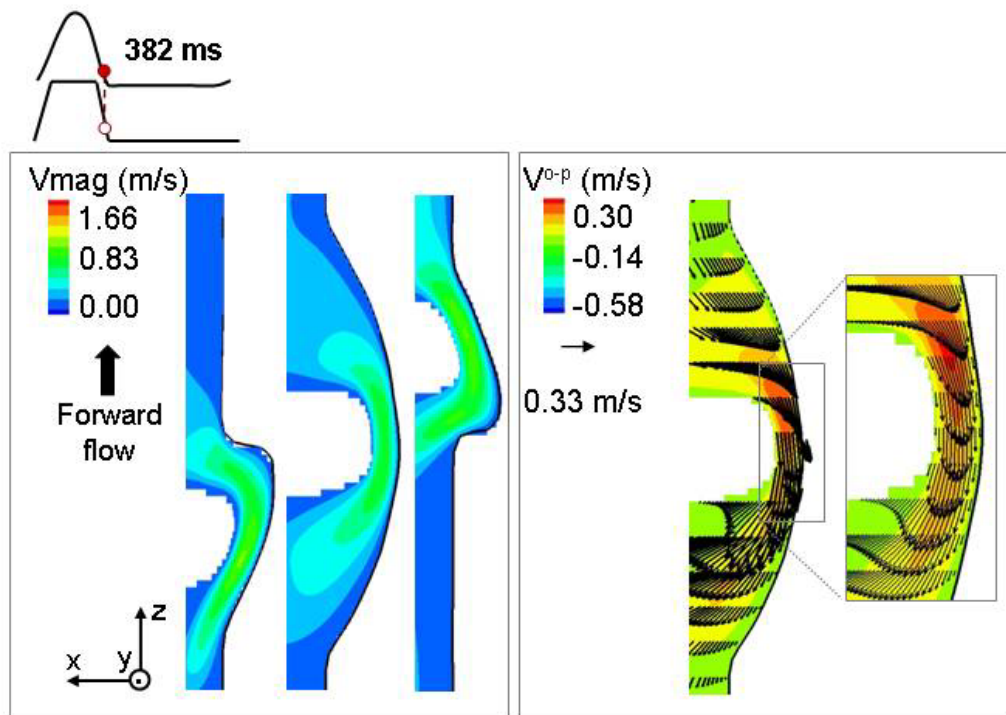 382 ms
Vmag (m/s)
1.66
0.83
0.00
Forward
flow
z
x
y
V^o-p (m/s)
0.30
-0.14
-0.58
0.33 m/s